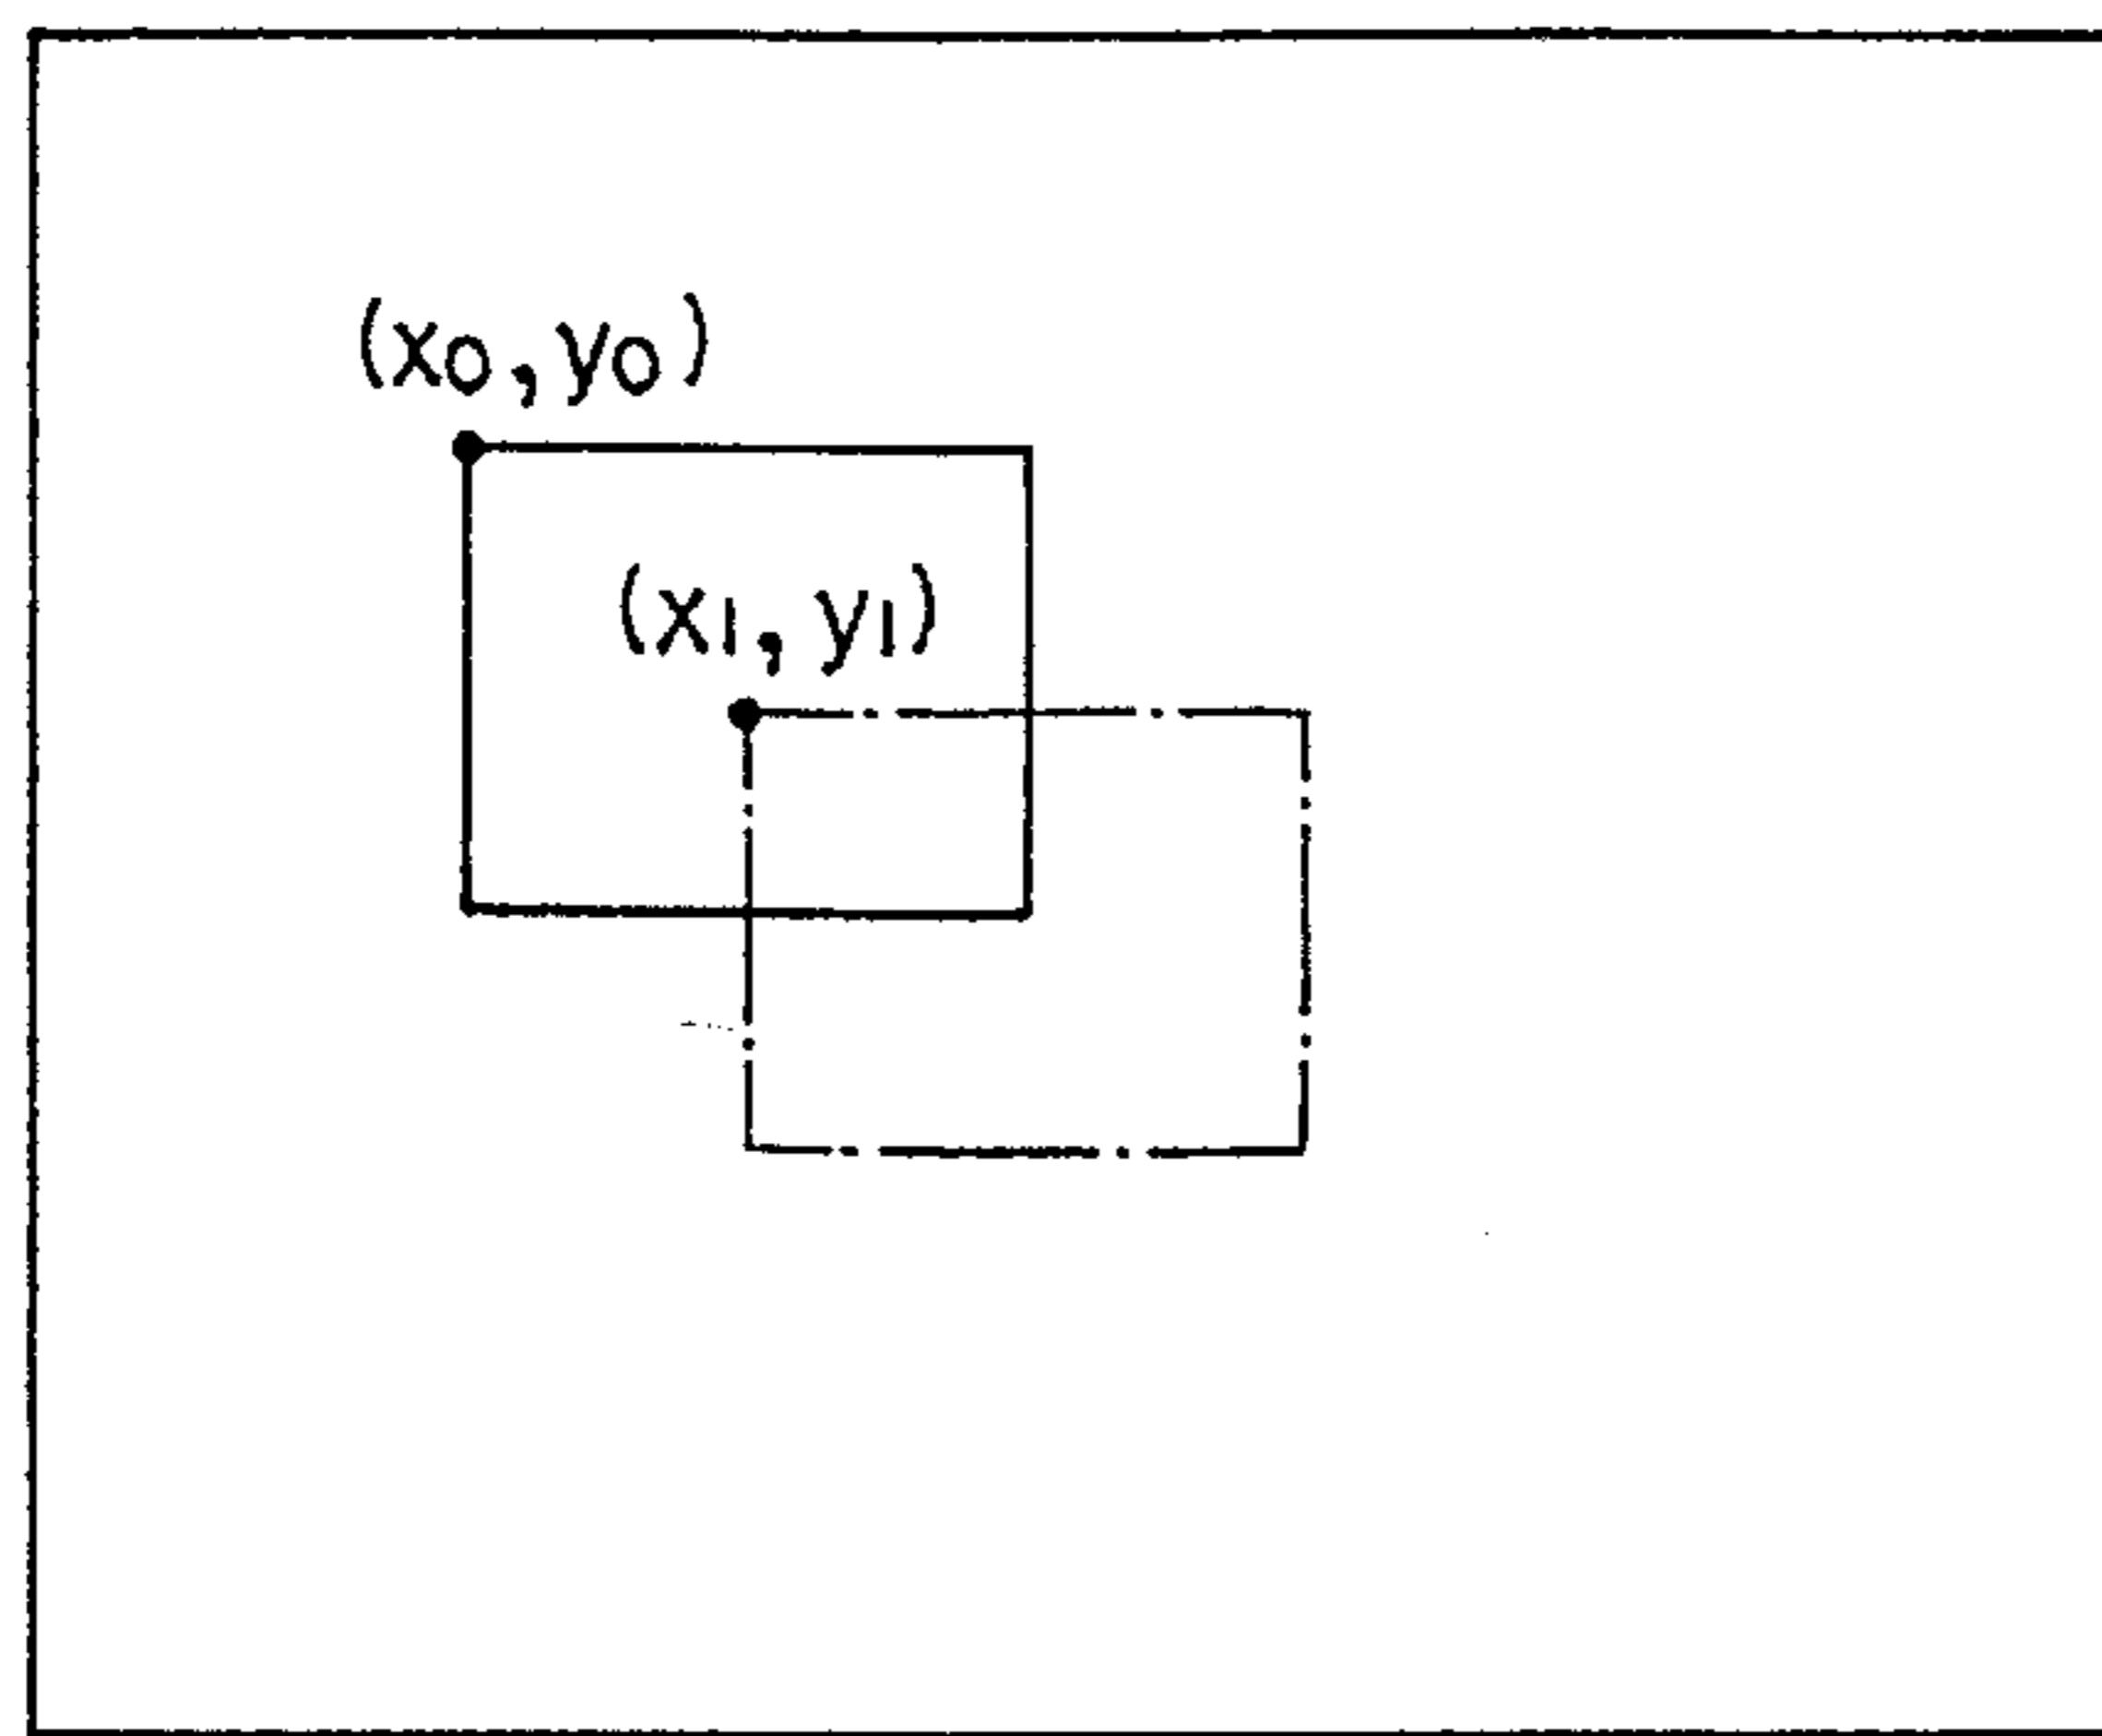 (x0, y0)
(x1, y1)